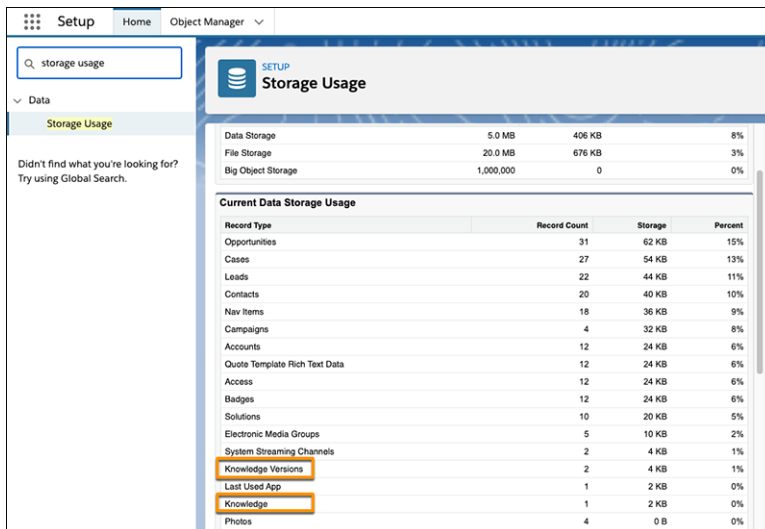 Setup Home Object Manager
storage usage
Data
Storage Usage
Didn't find what you're looking for?
Try using Global Search.
SETUP
Storage Usage
Data Storage 5.0 MB 406 KB 8%
File Storage 20.0 MB 676 KB 3%
Big Object Storage 1,000,000 0 0%
Current Data Storage Usage
Record Type Record Count Storage Percent
Opportunities 31 62 KB 15%
Cases 27 54 KB 13%
Leads 22 44 KB 11%
Contacts 20 40 KB 10%
Nav Items 18 36 KB 9%
Campaigns 4 32 KB 8%
Accounts 12 24 KB 6%
Quote Template Rich Text Data 12 24 KB 6%
Access 12 24 KB 6%
Badges 12 24 KB 6%
Solutions 10 20 KB 5%
Electronic Media Groups 5 10 KB 2%
System Streaming Channels 2 4 KB 1%
Knowledge Versions 2 4 KB 1%
Last Used App 1 2 KB 0%
Knowledge 1 2 KB 0%
Photos 4 0 B 0%